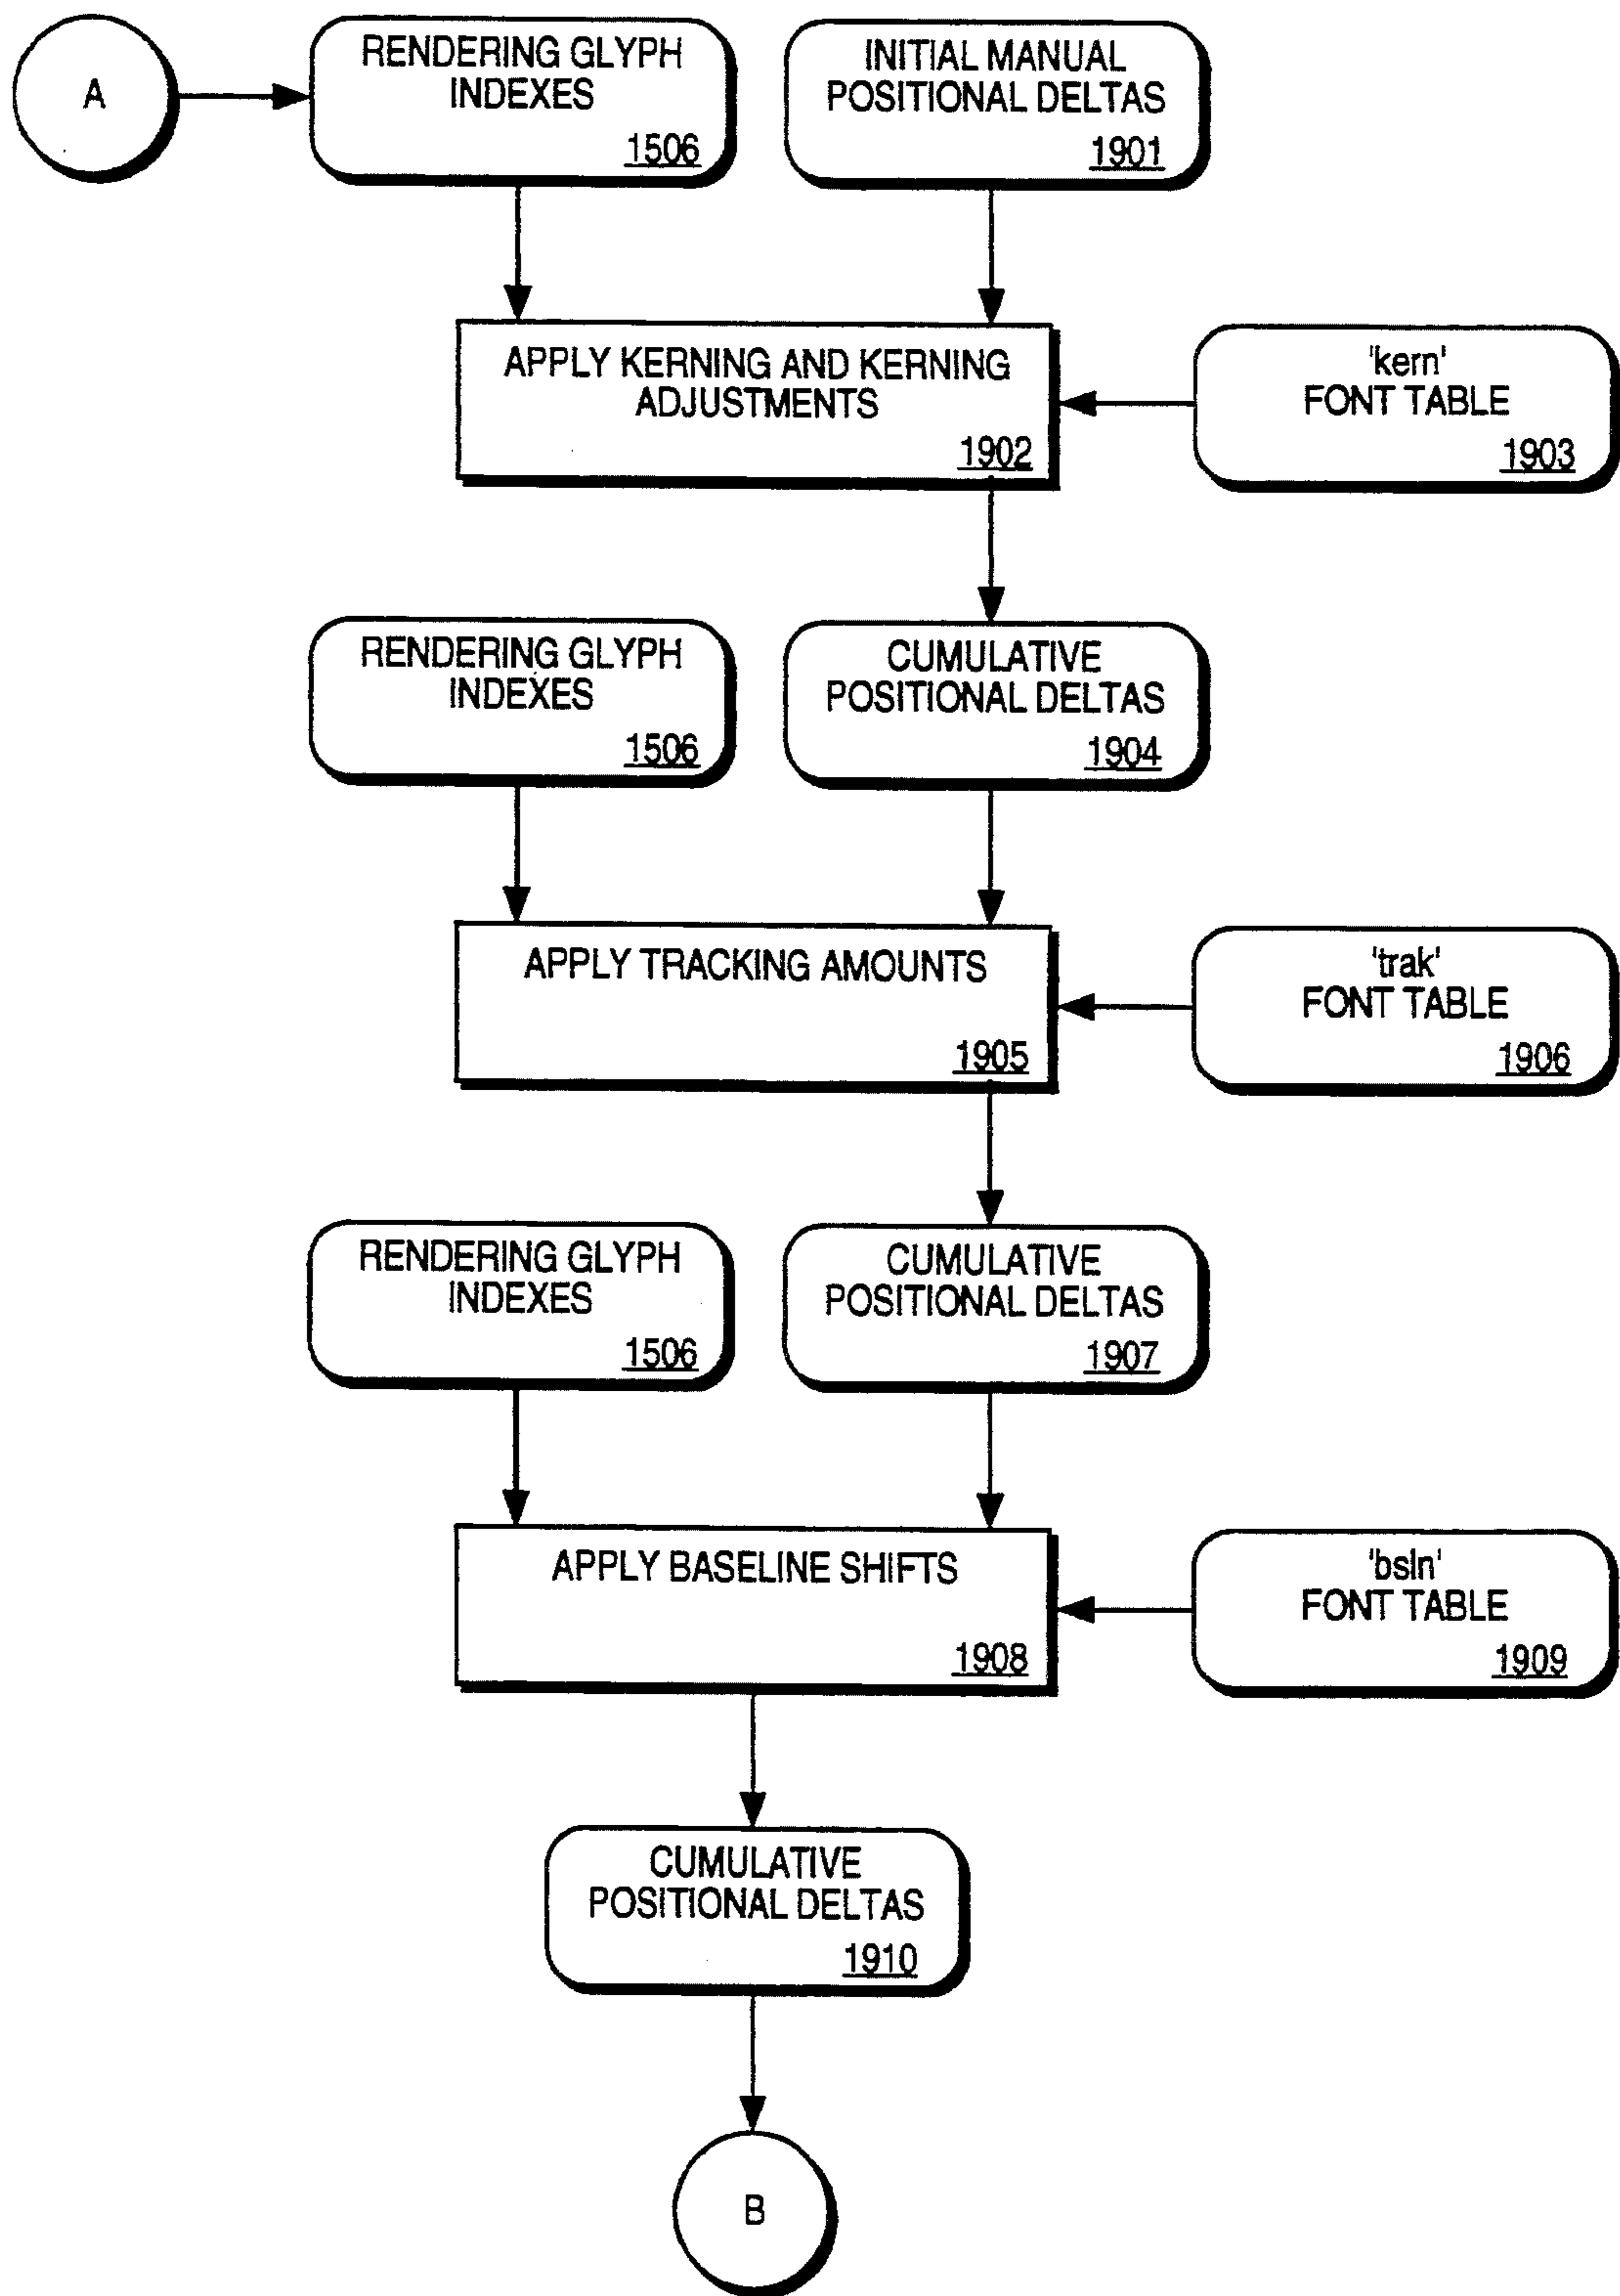 A
RENDERING GLYPH
INDEXES
1506
INITIAL MANUAL
POSITIONAL DELTAS
1901
APPLY KERNING AND KERNING
ADJUSTMENTS
1902
'kern'
FONT TABLE
1903
RENDERING GLYPH
INDEXES
1506
CUMULATIVE
POSITIONAL DELTAS
1904
APPLY TRACKING AMOUNTS
1905
'trak'
FONT TABLE
1906
RENDERING GLYPH
INDEXES
1506
CUMULATIVE
POSITIONAL DELTAS
1907
APPLY BASELINE SHIFTS
1908
'bsln'
FONT TABLE
1909
CUMULATIVE
POSITIONAL DELTAS
1910
B